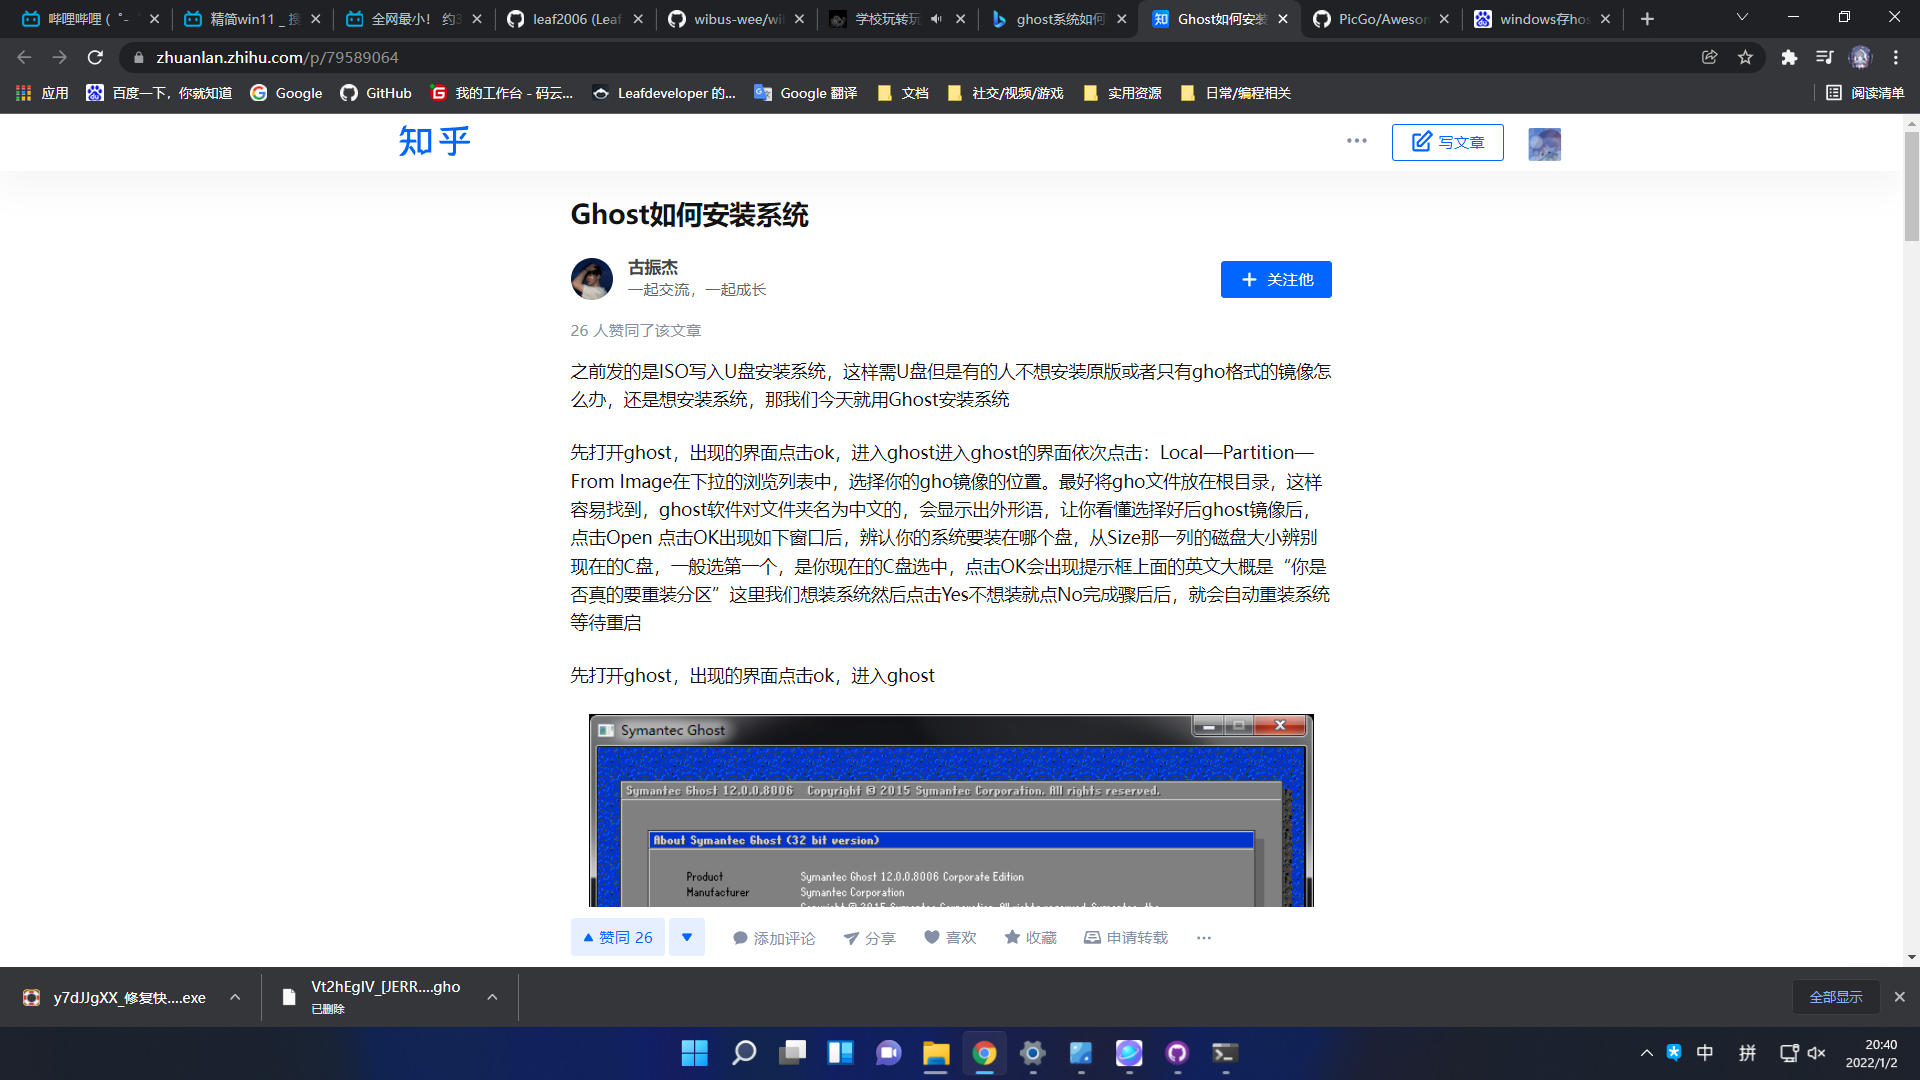 哔哩哔哩 (゜-
精简win11 _ 搜
全网最小！约3
leaf2006 (Leaf
wibus-wee/wi
学校玩转玩
ghost系统如何
Ghost如何安装
PicGo/Aweson
windows存hos
zhuanlan.zhihu.com/p/79589064
应用
百度一下，你就知道
Google
GitHub
我的工作台 - 码云...
Leafdeveloper 的...
Google 翻译
文档
社交/视频/游戏
实用资源
日常/编程相关
阅读清单
知乎
写文章
Ghost如何安装系统
古振杰
一起交流，一起成长
关注他
26 人赞同了该文章
之前发的是ISO写入U盘安装系统，这样需U盘但是有的人不想安装原版或者只有gho格式的镜像怎
么办，还是想安装系统，那我们今天就用Ghost安装系统
先打开ghost，出现的界面点击ok，进入ghost进入ghost的界面依次点击：Local—Partition—
From Image在下拉的浏览列表中，选择你的gho镜像的位置。最好将gho文件放在根目录，这样
容易找到，ghost软件对文件夹名为中文的，会显示出外形语，让你看懂选择好后ghost镜像后，
点击Open 点击OK出现如下窗口后，辨认你的系统要装在哪个盘，从Size那一列的磁盘大小辨别
现在的C盘，一般选第一个，是你现在的C盘选中，点击OK会出现提示框上面的英文大概是“你是
否真的要重装分区”这里我们想装系统然后点击Yes不想装就点No完成骤后后，就会自动重装系统
等待重启
先打开ghost，出现的界面点击ok，进入ghost
Symantec Ghost
Symantec Ghost 12.0.0.8006 Copyright © 2015 Symantec Corporation. All rights reserved.
About Symantec Ghost (32 bit version)
Product Symantec Ghost 12.0.0.8006 Corporate Edition
Manufacturer Symantec Corporation
Copyright © 2015 Symantec Corporation. All rights reserved. Symantec, the
赞同 26
添加评论
分享
喜欢
收藏
申请转载
y7dJJgXX_修复快....exe
Vt2hEgIV_[JERR....gho
已删除
全部显示
中
拼
20:40
2022/1/2